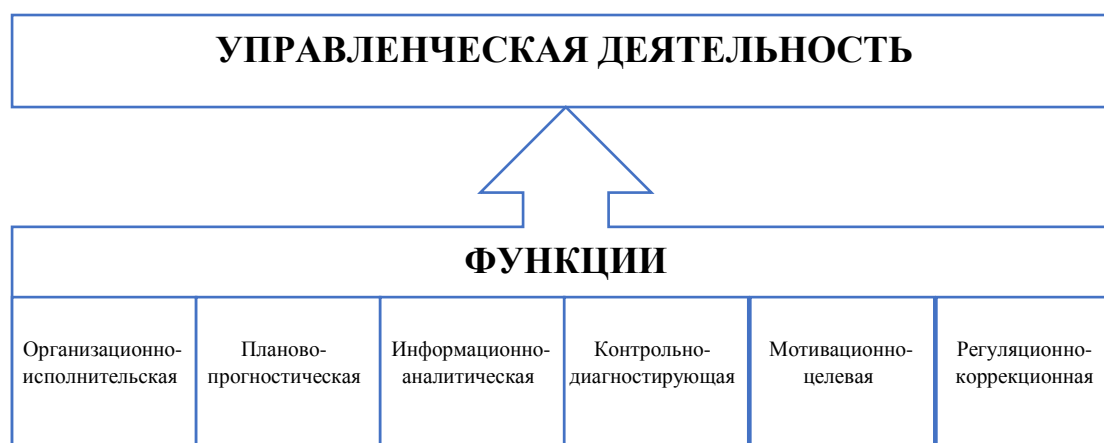 УПРАВЛЕНЧЕСКАЯ ДЕЯТЕЛЬНОСТЬ
ФУНКЦИИ
Организационно-
исполнительская
Планово-
прогностическая
Информационно-
аналитическая
Контрольно-
диагностирующая
Мотивационно-
целевая
Регуляционно-
коррекционная